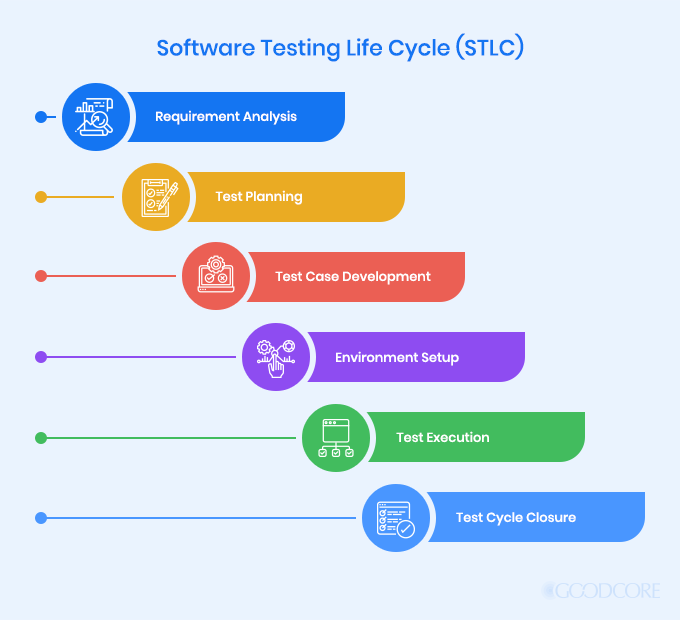 Software Testing Life Cycle (STLC)
Requirement Analysis
Test Planning
Test Case Development
Environment Setup
Test Execution
Test Cycle Closure
GOODCORE